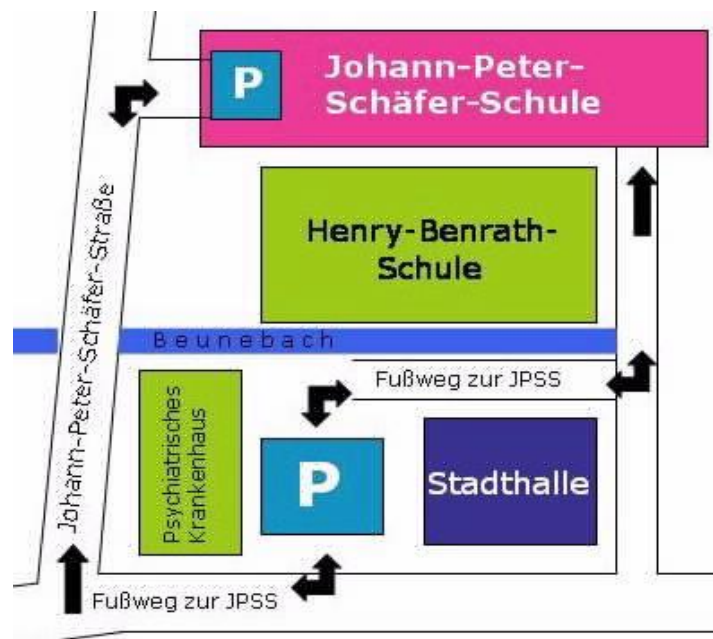 P
Johann-Peter-
Schäfer-Schule
Henry-Benrath-
Schule
Johann-Peter-Schäfer-Straße
Beunebach
Fußweg zur JPSS
Psychiatrisches
Krankenhaus
P
Stadthalle
Fußweg zur JPSS